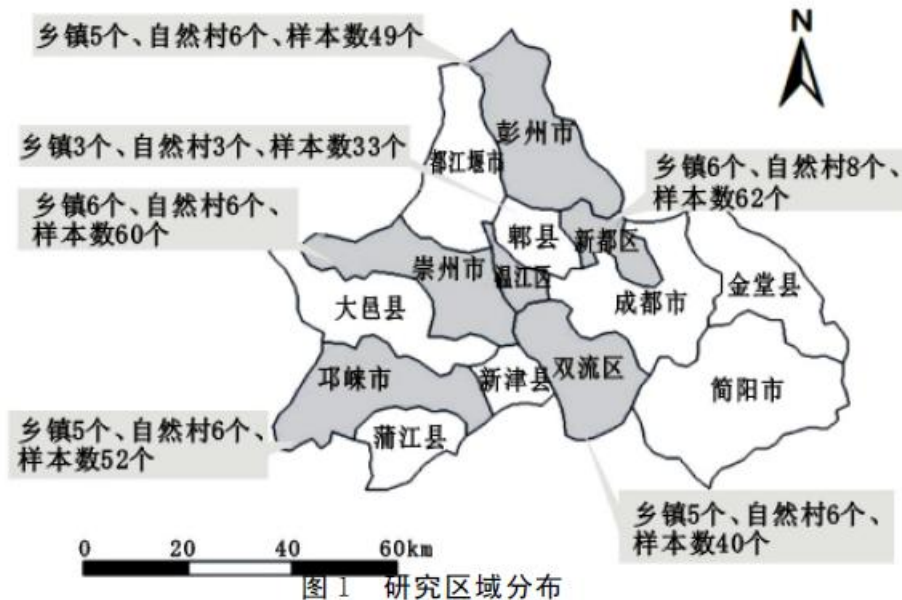 乡镇5个、自然村6个、样本数49个
N
彭州市
乡镇3个、自然村3个、样本数33个
都江堰市
乡镇6个、自然村8个、
样本数62个
乡镇6个、自然村6个、
样本数60个
郫县
新都区
崇州市
温江区
金堂县
大邑县
成都市
邛崃市
新津县
双流区
简阳市
蒲江县
乡镇5个、自然村6个、
样本数52个
乡镇5个、自然村6个、
样本数40个
0 20 40 60km
图1 研究区域分布